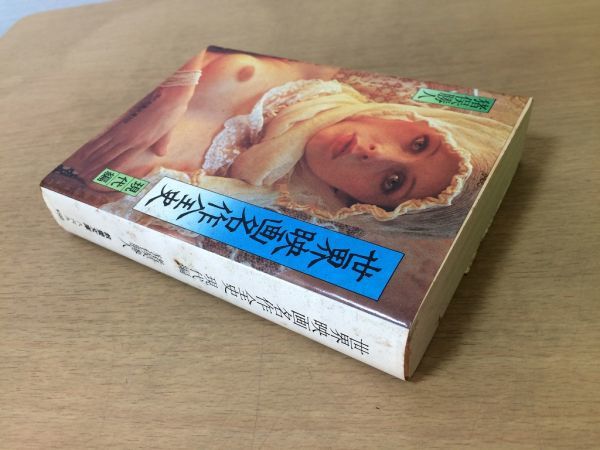 世界映画名作全史
現代編
猪俣勝人
世界映画名作全史 現代編
猪俣勝人